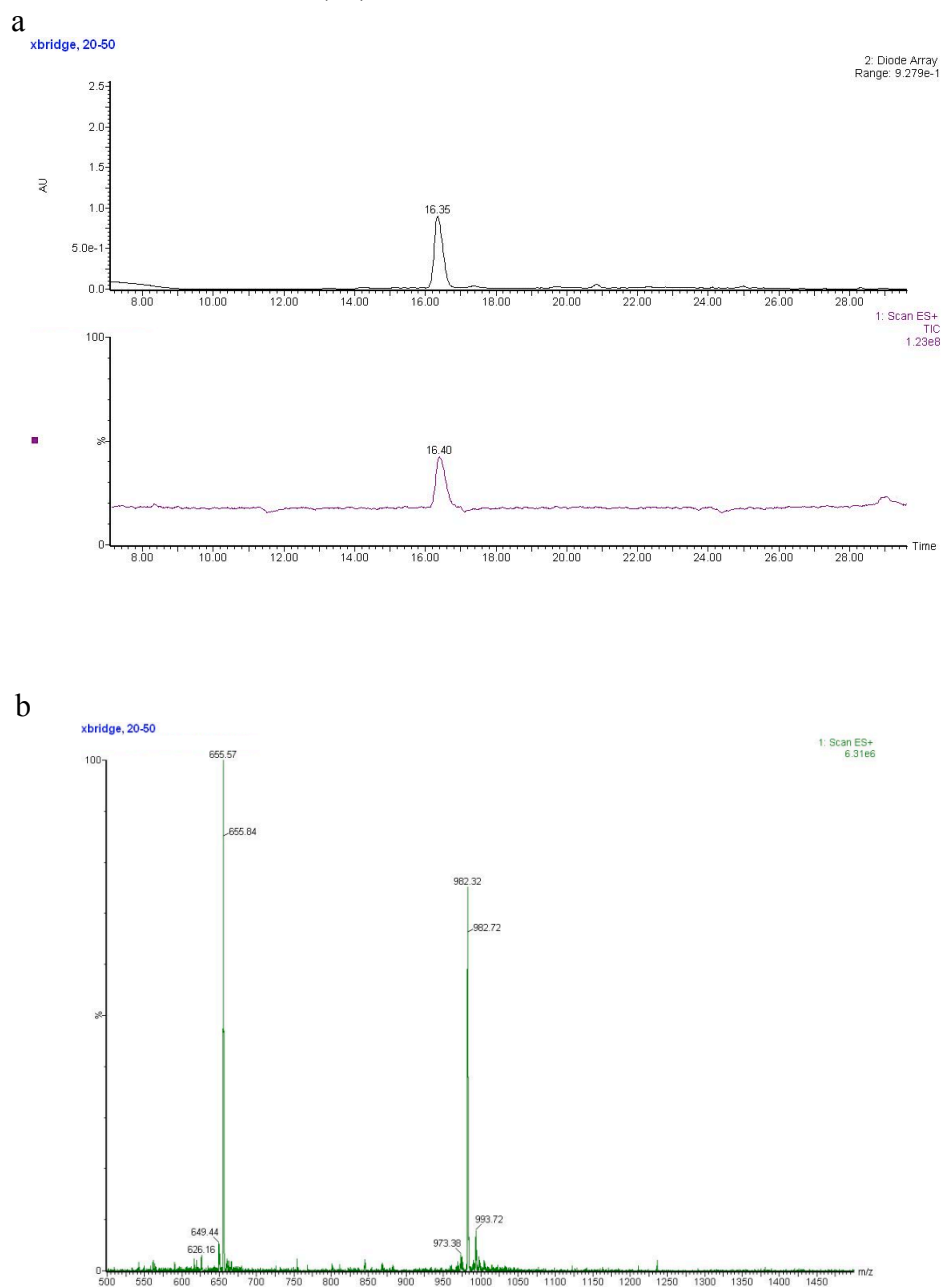 a
xbridge, 20-50
2: Diode Array
Range: 9.279e-1
2.5
2.0
1.5
AU
16.35
1.0
5.0e-1
0.0
8.00 10.00 12.00 14.00 16.00 18.00 20.00 22.00 24.00 26.00 28.00
1: Scan ES+
TIC
1.23e8
100
%
16.40
0
Time
8.00 10.00 12.00 14.00 16.00 18.00 20.00 22.00 24.00 26.00 28.00
b
xbridge, 20-50
1: Scan ES+
6.31e6
100
655.57
655.84
982.32
982.72
%
993.72
649.44
973.38
626.16
0
m/z
500 550 600 650 700 750 800 850 900 950 1000 1050 1100 1150 1200 1250 1300 1350 1400 1450